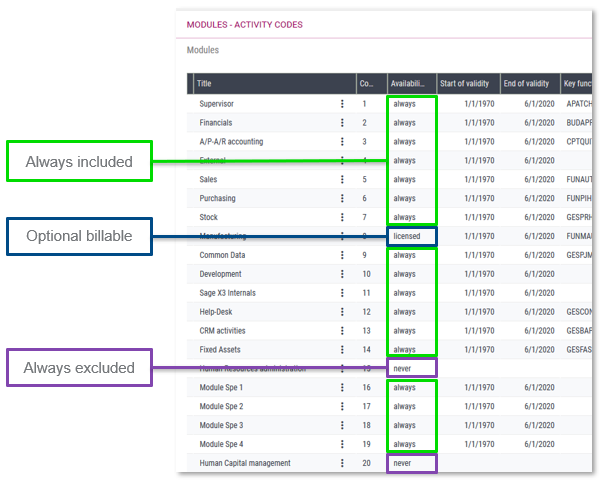 MODULES - ACTIVITY CODES
Modules
Title Co... Availabili... Start of validity End of validity Key func
Supervisor 1 always 1/1/1970 6/1/2020 APATCH
Financials 2 always 1/1/1970 6/1/2020 BUDAPF
A/P-A/R accounting 3 always 1/1/1970 6/1/2020 CPTQUI
Always included
External 4 always 1/1/1970 6/1/2020
Sales 5 always 1/1/1970 6/1/2020 FUNAUT
Purchasing 6 always 1/1/1970 6/1/2020 FUNPIH
Stock 7 always 1/1/1970 6/1/2020 GESPRH
Optional billable
Manufacturing 8 licensed 1/1/1970 6/1/2020 FUNMAU
Common Data 9 always 1/1/1970 6/1/2020 GESPJM
Development 10 always 1/1/1970 6/1/2020
Sage X3 Internals 11 always 1/1/1970 6/1/2020
Help-Desk 12 always 1/1/1970 6/1/2020 GESCON
CRM activities 13 always 1/1/1970 6/1/2020 GESBAP
Fixed Assets 14 always 1/1/1970 6/1/2020 GESFAS
Always excluded
Human Resources administration 15 never
Module Spe 1 16 always 1/1/1970 6/1/2020
Module Spe 2 17 always 1/1/1970 6/1/2020
Module Spe 3 18 always 1/1/1970 6/1/2020
Module Spe 4 19 always 1/1/1970 6/1/2020
Human Capital management 20 never